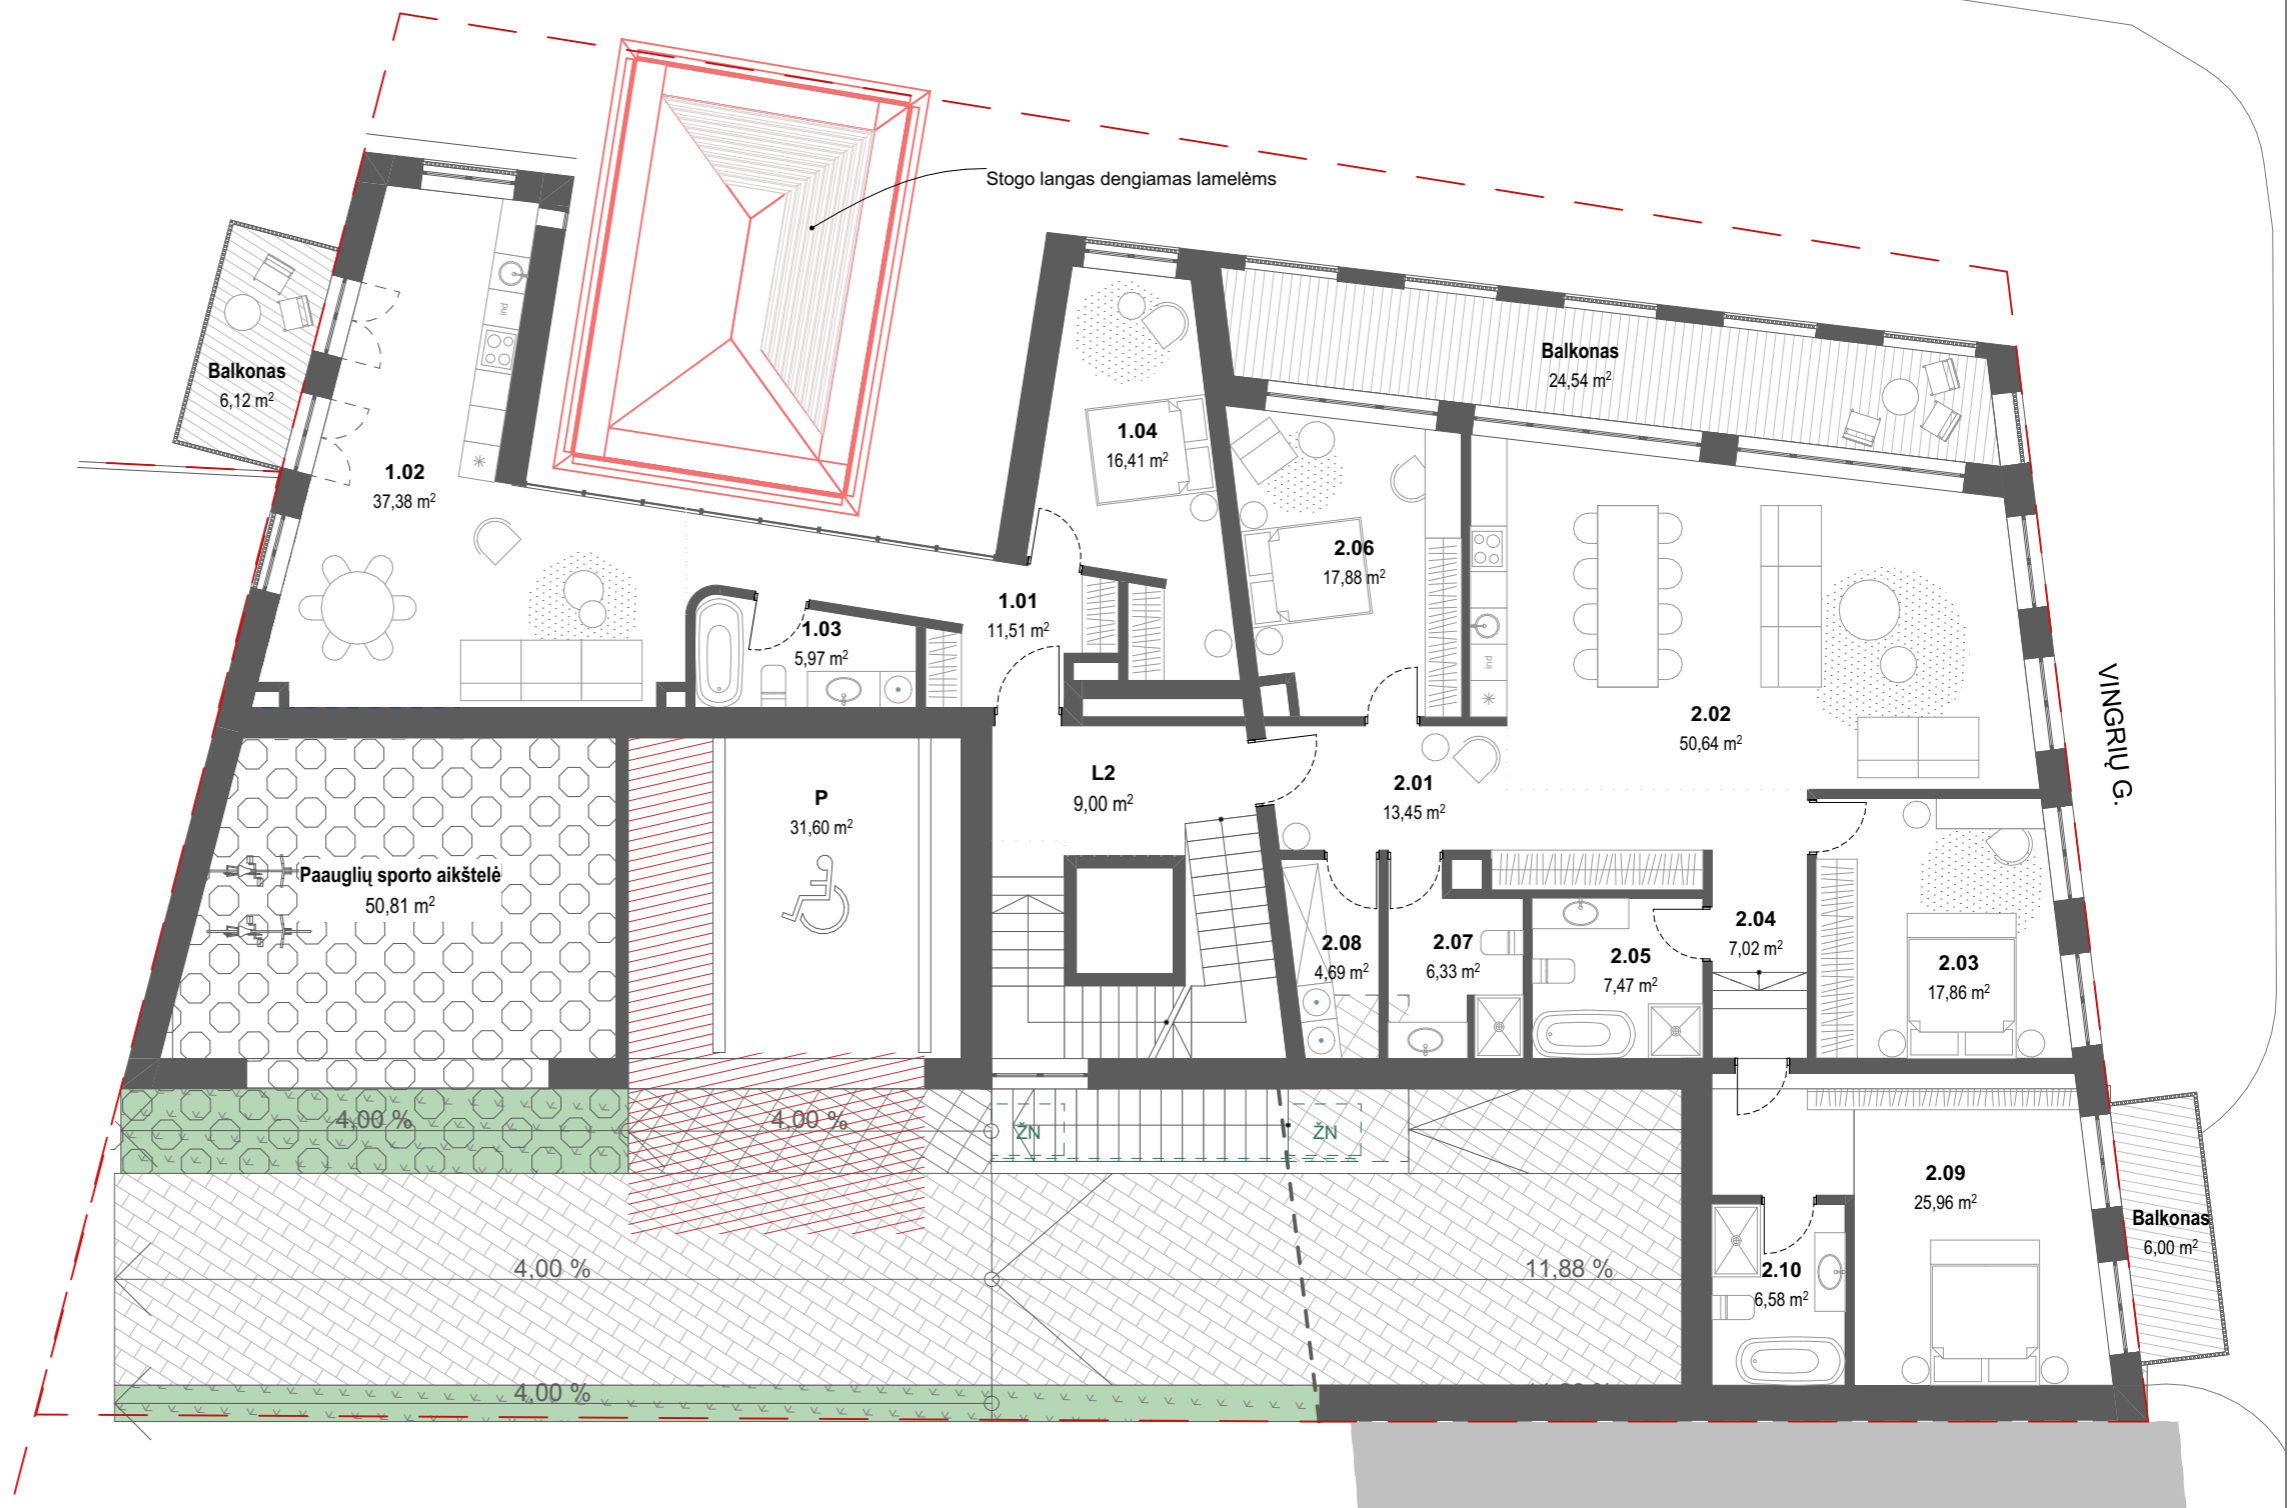 Stogo langas dengiamas lamelėms
Balkonas
6,12 m²
1.02
37,38 m²
1.04
16,41 m²
Balkonas
24,54 m²
ind
1.01
11,51 m²
1.03
5,97 m²
2.06
17,88 m²
ind
2.02
50,64 m²
VINGRIŲ G.
L2
9,00 m²
2.01
13,45 m²
P
31,60 m²
Paauglių sporto aikštelė
50,81 m²
2.08
4,69 m²
2.07
6,33 m²
2.05
7,47 m²
2.04
7,02 m²
2.03
17,86 m²
4,00 %
4,00 %
ŽN
ŽN
2.09
25,96 m²
Balkonas
6,00 m²
4,00 %
11,88 %
2.10
6,58 m²
4,00 %